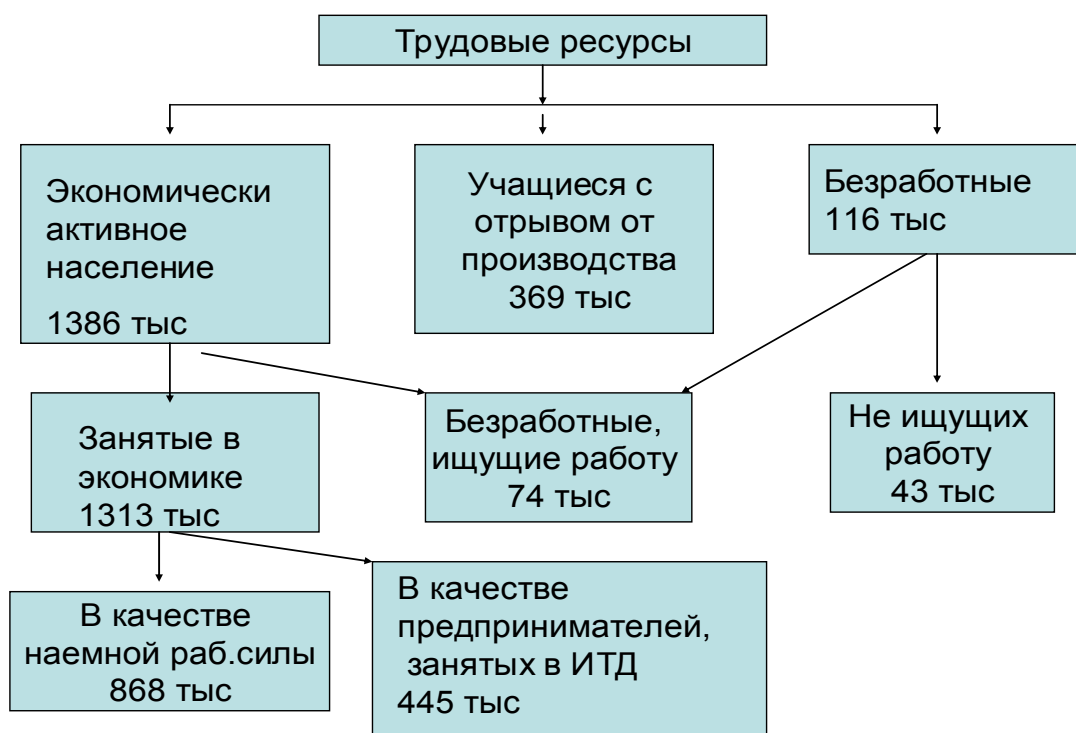 Трудовые ресурсы
Экономически
активное
население
1386 тыс
Учащиеся с
отрывом от
производства
369 тыс
Безработные
116 тыс
Занятые в
экономике
1313 тыс
Безработные,
ищущие работу
74 тыс
Не ищущих
работу
43 тыс
В качестве
наемной раб.силы
868 тыс
В качестве
предпринимателей,
занятых в ИТД
445 тыс